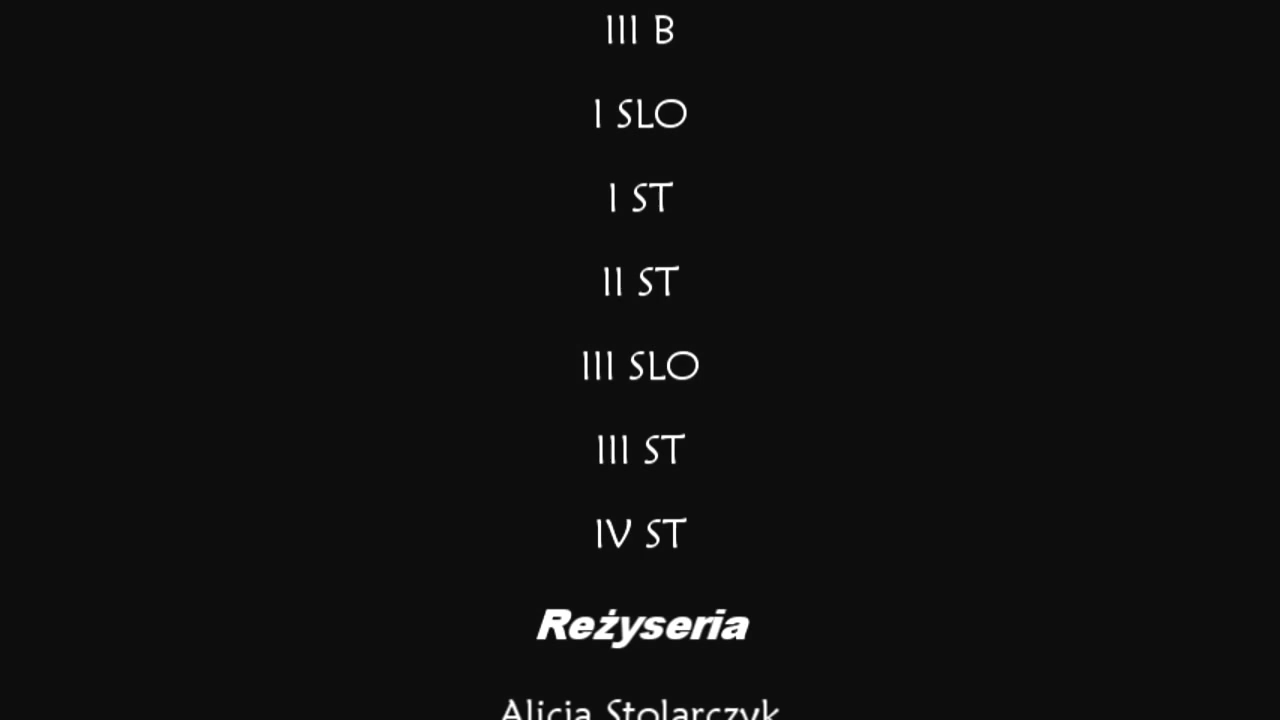 III B
I SLO
I ST
II ST
III SLO
III ST
IV ST
Reżyseria
Alicja Stolarczyk